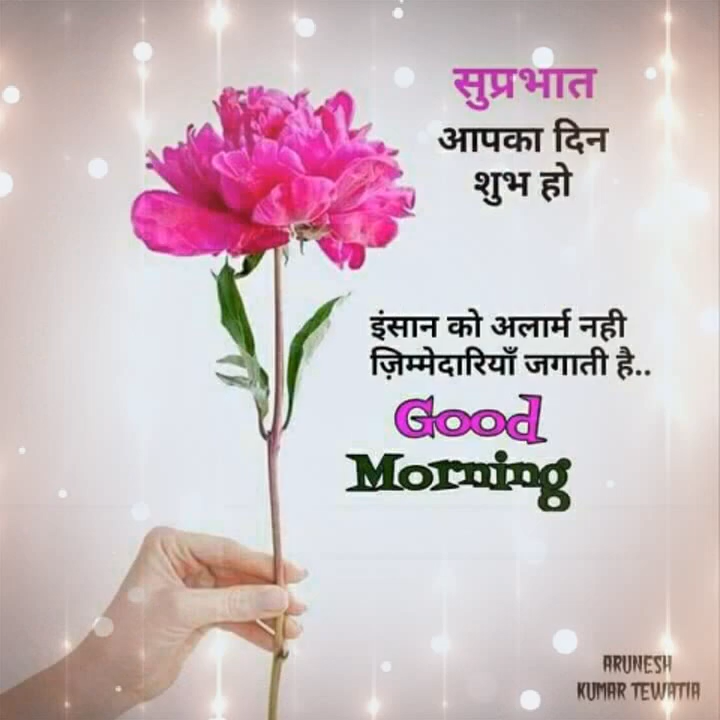 सुप्रभात
आपका दिन
शुभ हो
इंसान को अलार्म नही
ज़िम्मेदारियाँ जगाती है..
Good
Morning
ARUNESH
KUMAR TEWATIA